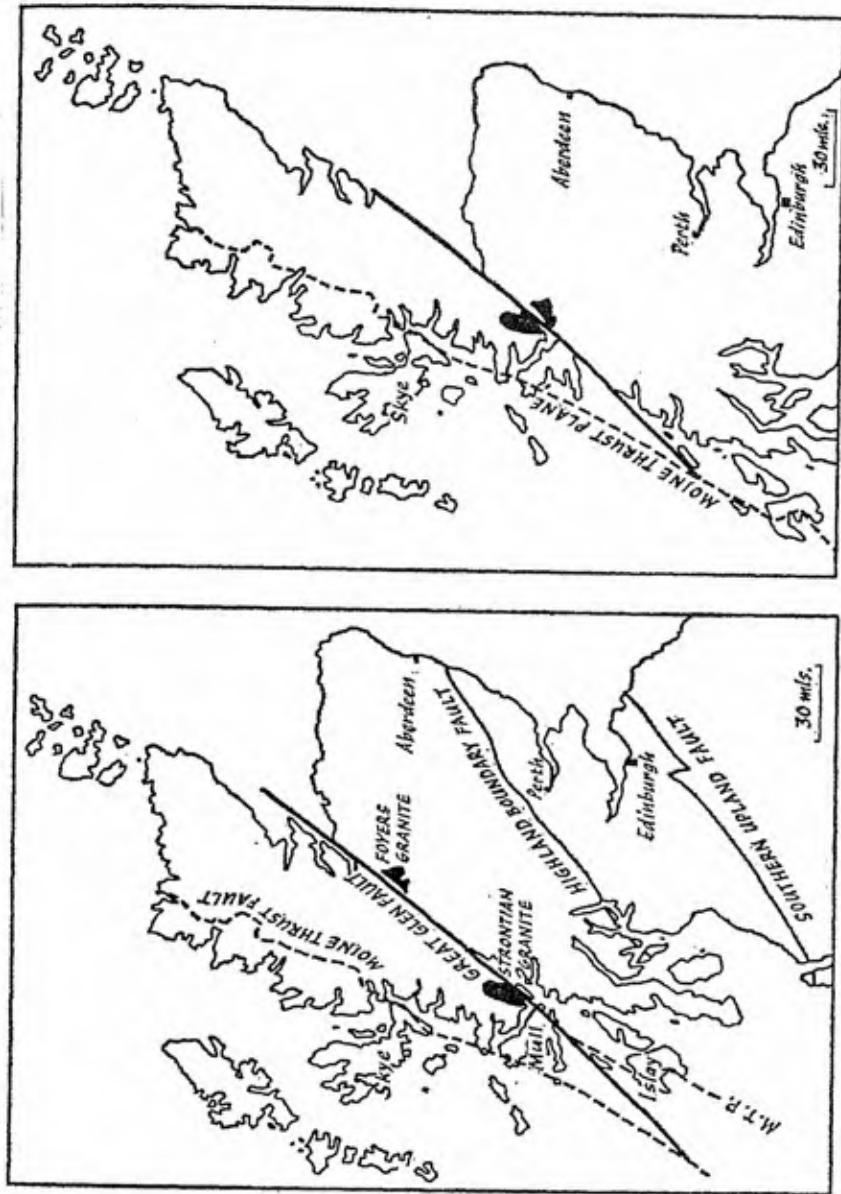 Skye
MOINE THRUST PLANE
Aberdeen
Perth
Edinburgh
30 mls.
MOINE THRUST FAULT
GREAT GLEN FAULT
FOYERS
GRANITE
Aberdeen
HIGHLAND BOUNDARY FAULT
Perth
Edinburgh
SOUTHERN UPLAND FAULT
STRONTIAN
GRANITE
Skye
Mull
Islay
M.T.P.
30 mls.